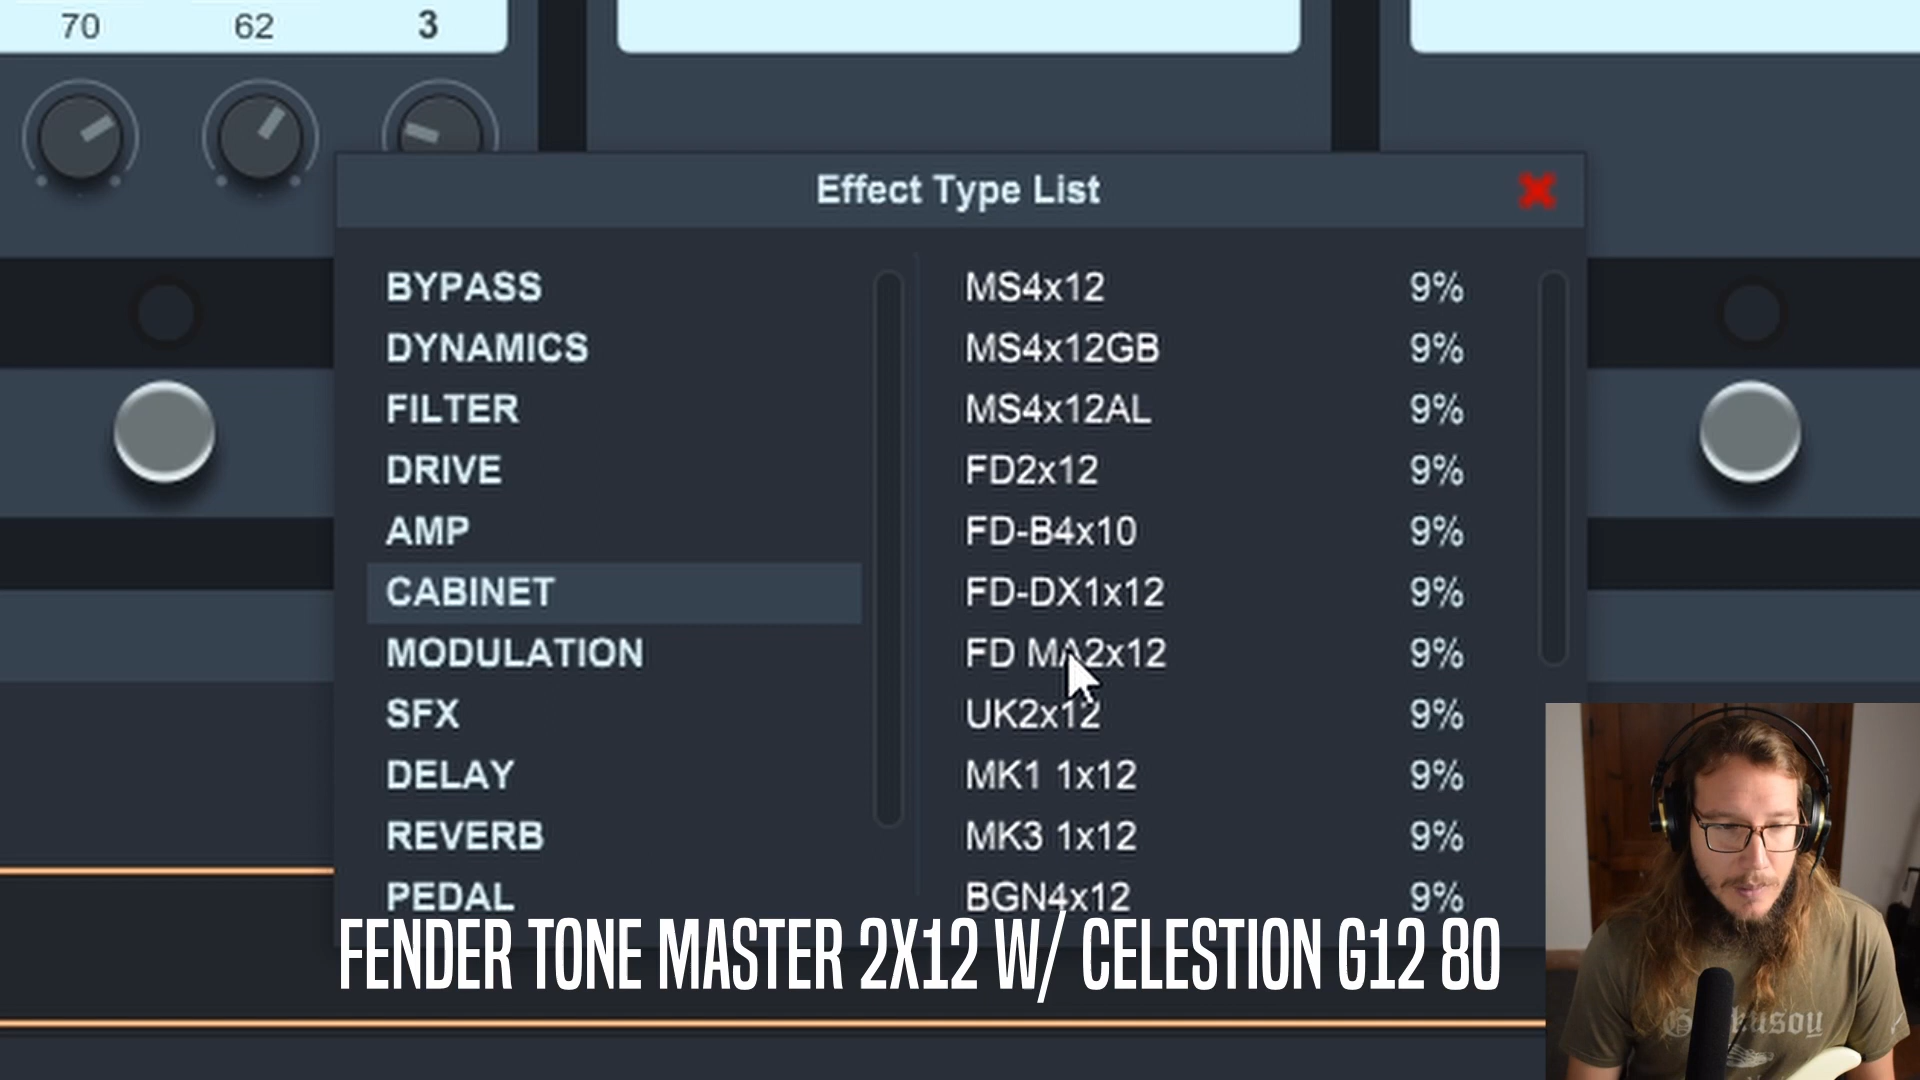 70 62 3
Effect Type List
BYPASS MS4x12 9%
DYNAMICS MS4x12GB 9%
FILTER MS4x12AL 9%
DRIVE FD2x12 9%
AMP FD-B4x10 9%
CABINET FD-DX1x12 9%
MODULATION FD MA2x12 9%
SFX UK2x12 9%
DELAY MK1 1x12 9%
REVERB MK3 1x12 9%
PEDAL BGN4x12 9%
FENDER TONE MASTER 2X12 W/ CELESTION G12 80